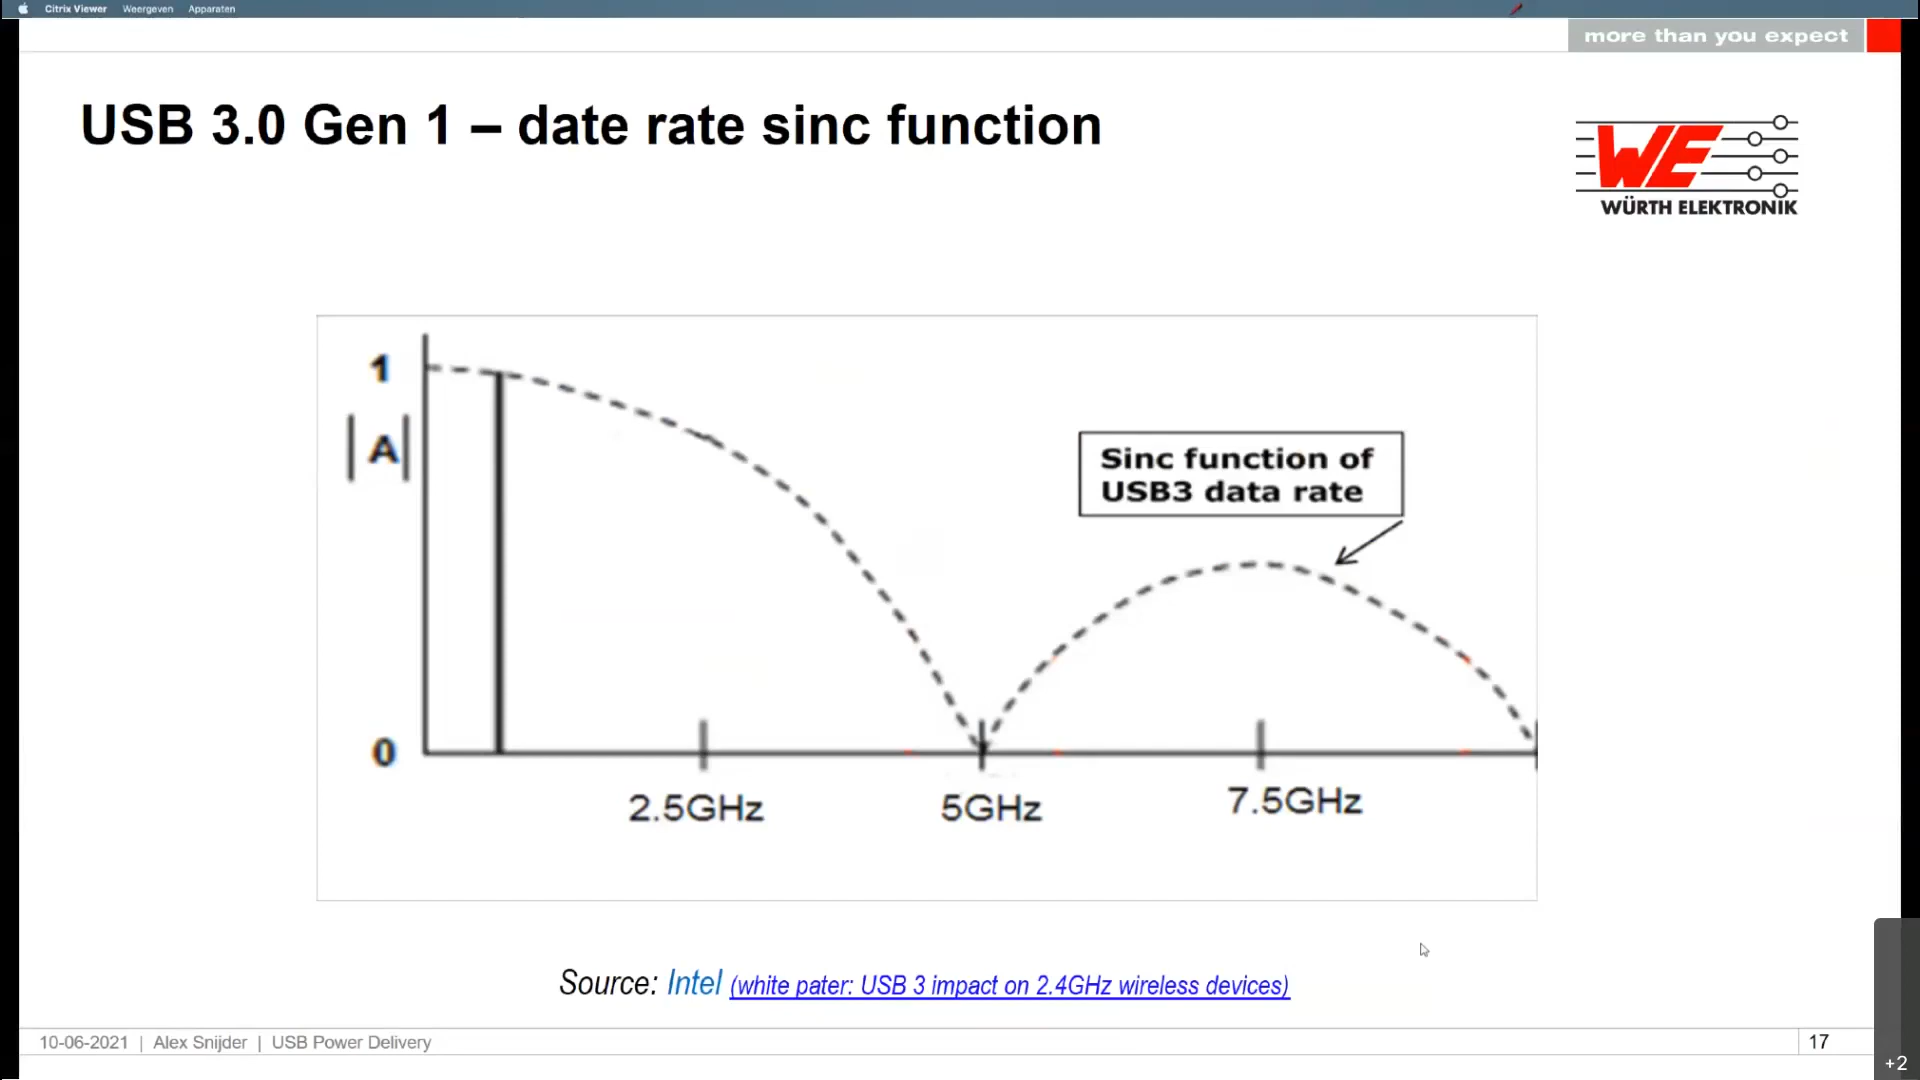 Citrix Viewer Weergeven Apparaten
more than you expect
USB 3.0 Gen 1 – date rate sinc function
WE
WÜRTH ELEKTRONIK
1
|A|
Sinc function of
USB3 data rate
0
2.5GHz 5GHz 7.5GHz
Source: Intel (white pater: USB 3 impact on 2.4GHz wireless devices)
10-06-2021 | Alex Snijder | USB Power Delivery 17
+2